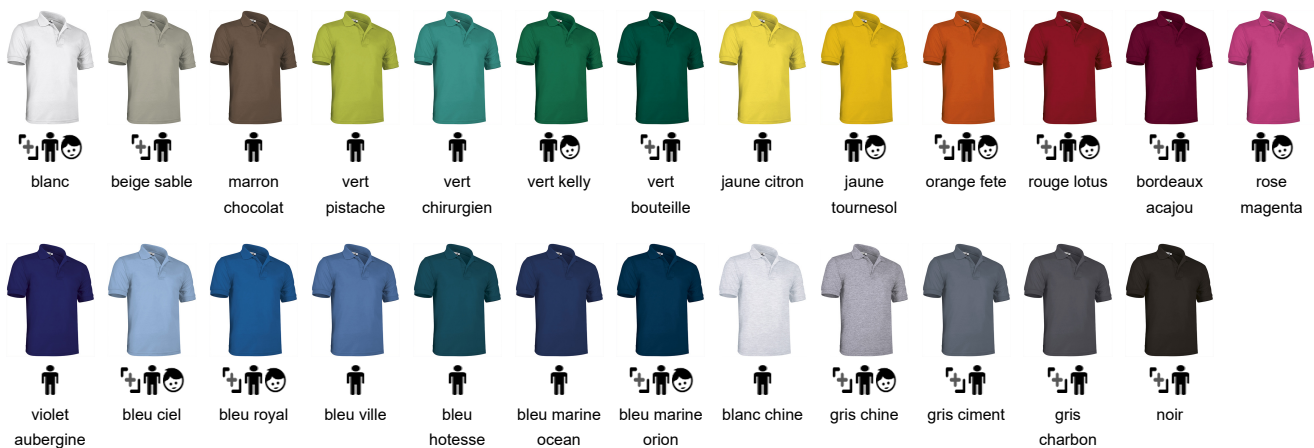 blanc
beige sable
marron
chocolat
vert
pistache
vert
chirurgien
vert kelly
vert
bouteille
jaune citron
jaune
tournesol
orange fete
rouge lotus
bordeaux
acajou
rose
magenta
violet
aubergine
bleu ciel
bleu royal
bleu ville
bleu
hotesse
bleu marine
ocean
bleu marine
orion
blanc chine
gris chine
gris ciment
gris
charbon
noir